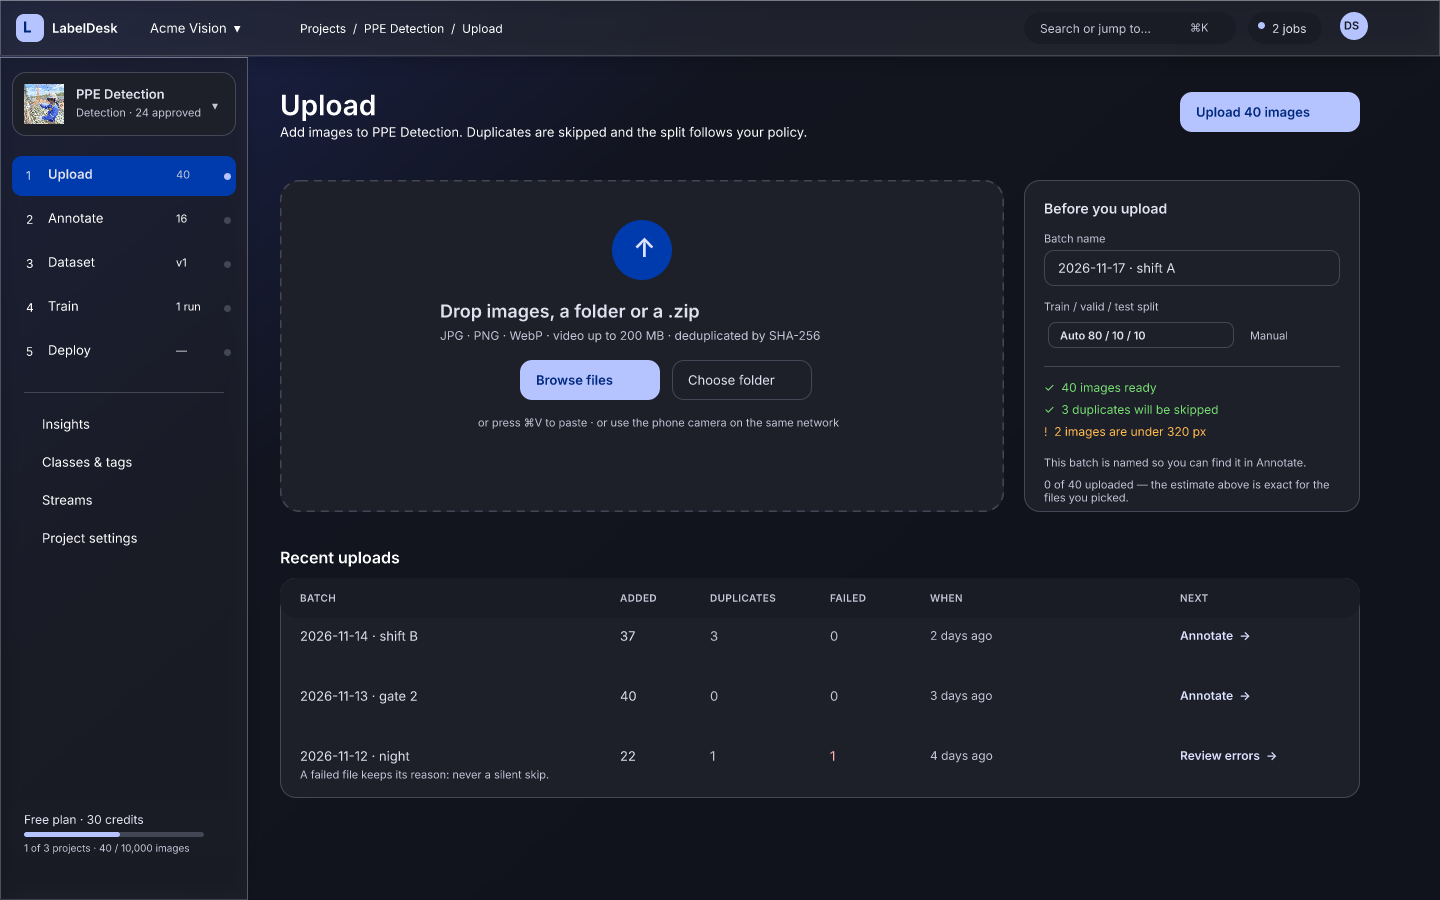 L LabelDesk Acme Vision ▾ Projects / PPE Detection / Upload Search or jump to... ⌘K 2 jobs DS
PPE Detection
Detection · 24 approved ▾
1 Upload 40
2 Annotate 16
3 Dataset v1
4 Train 1 run
5 Deploy —
Insights
Classes & tags
Streams
Project settings
Free plan · 30 credits
1 of 3 projects · 40 / 10,000 images
Upload
Add images to PPE Detection. Duplicates are skipped and the split follows your policy.
Upload 40 images
↑
Drop images, a folder or a .zip
JPG · PNG · WebP · video up to 200 MB · deduplicated by SHA-256
Browse files Choose folder
or press ⌘V to paste · or use the phone camera on the same network
Before you upload
Batch name
2026-11-17 · shift A
Train / valid / test split
Auto 80 / 10 / 10 Manual
✓ 40 images ready
✓ 3 duplicates will be skipped
! 2 images are under 320 px
This batch is named so you can find it in Annotate.
0 of 40 uploaded — the estimate above is exact for the
files you picked.
Recent uploads
BATCH ADDED DUPLICATES FAILED WHEN NEXT
2026-11-14 · shift B 37 3 0 2 days ago Annotate →
2026-11-13 · gate 2 40 0 0 3 days ago Annotate →
2026-11-12 · night 22 1 1 4 days ago Review errors →
A failed file keeps its reason: never a silent skip.